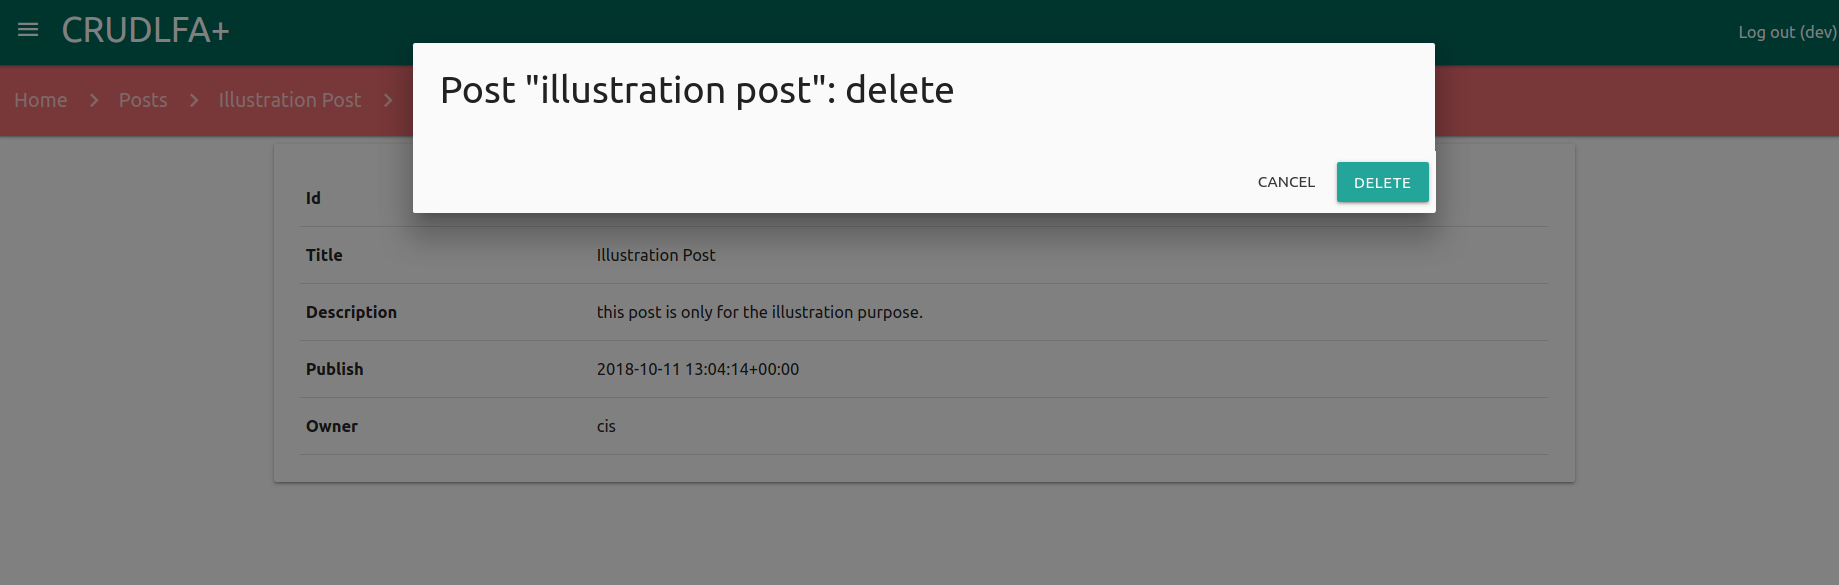 CRUDLFA+
Log out (dev)
Home > Posts > Illustration Post >
Post "illustration post": delete
CANCEL DELETE
Id
Title Illustration Post
Description this post is only for the illustration purpose.
Publish 2018-10-11 13:04:14+00:00
Owner cis